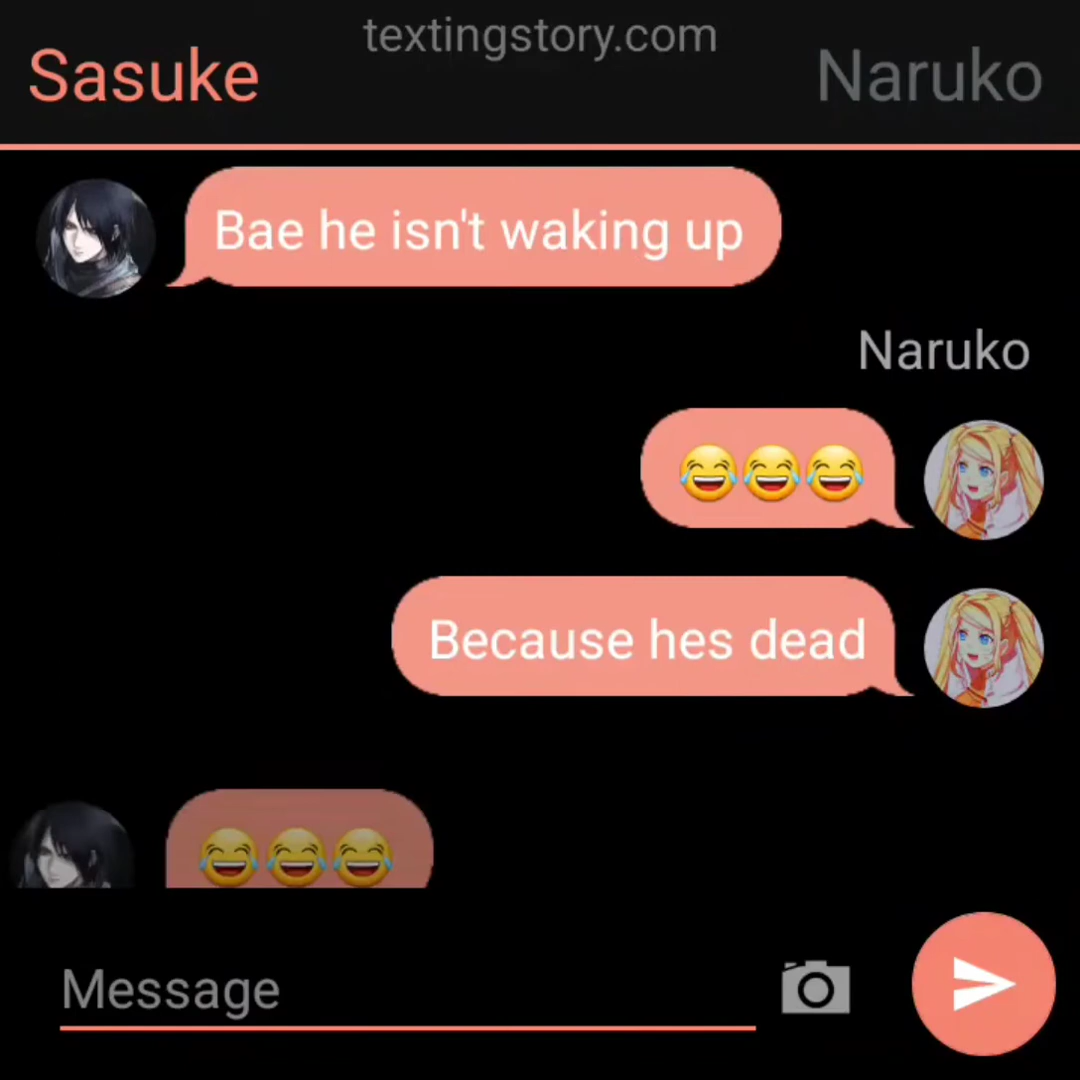 textingstory.com
Sasuke
Naruko
Bae he isn't waking up
Naruko
😂😂😂
Because hes dead
😂😂😂
Message